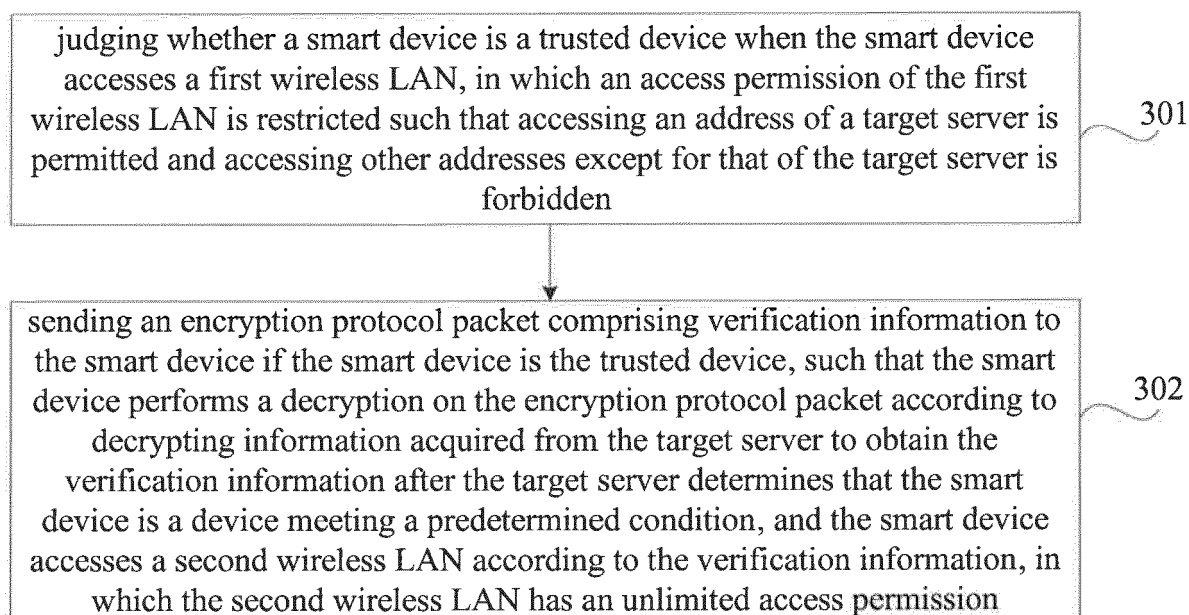 judging whether a smart device is a trusted device when the smart device
accesses a first wireless LAN, in which an access permission of the first
wireless LAN is restricted such that accessing an address of a target server is
permitted and accessing other addresses except for that of the target server is
forbidden
301
sending an encryption protocol packet comprising verification information to
the smart device if the smart device is the trusted device, such that the smart
device performs a decryption on the encryption protocol packet according to
decrypting information acquired from the target server to obtain the
verification information after the target server determines that the smart
device is a device meeting a predetermined condition, and the smart device
accesses a second wireless LAN according to the verification information, in
which the second wireless LAN has an unlimited access permission
302